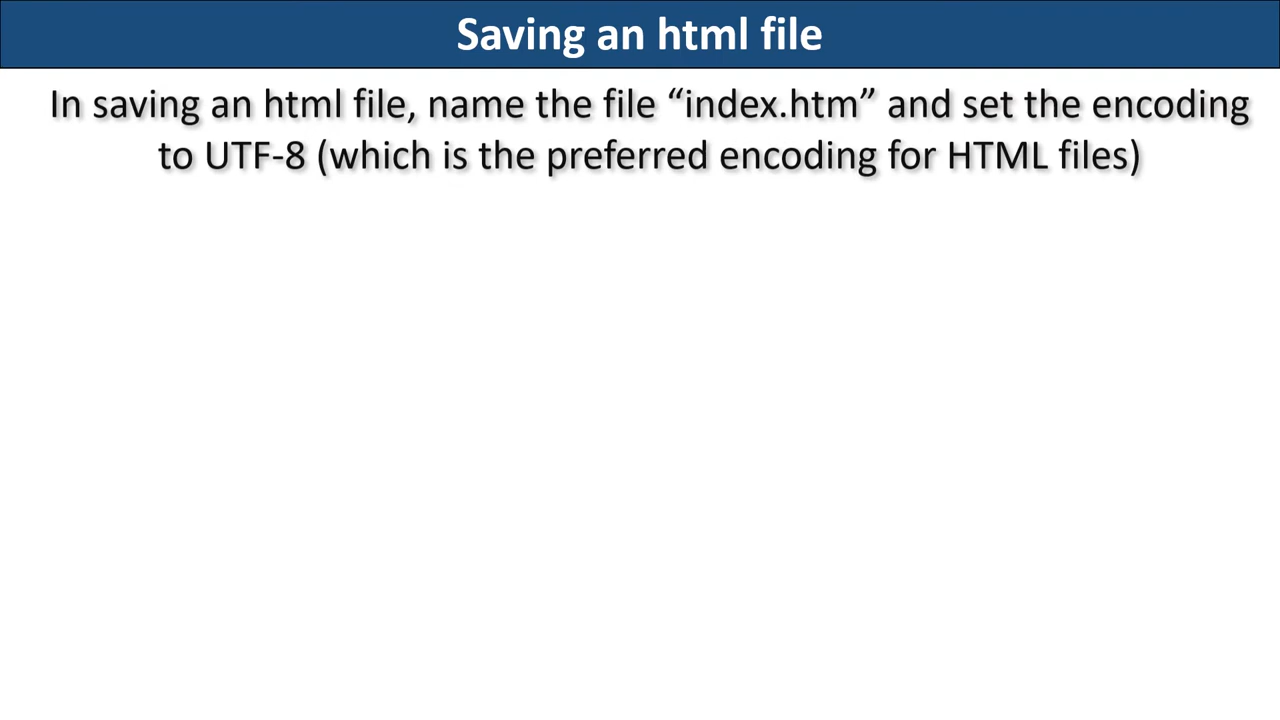 Saving an html file
In saving an html file, name the file “index.htm” and set the encoding
to UTF-8 (which is the preferred encoding for HTML files)